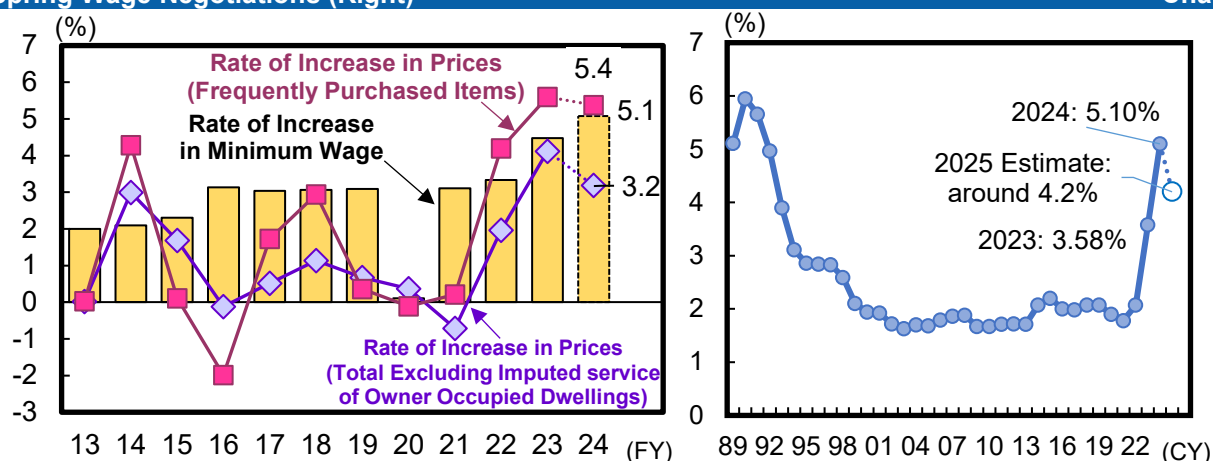 Spring Wage Negotiations (Right)
(%)
7
6
5
4
3
2
1
0
-1
-2
-3
Rate of Increase in Prices
(Frequently Purchased Items)
Rate of Increase
in Minimum Wage
5.4
5.1
3.2
Rate of Increase in Prices
(Total Excluding Imputed service
of Owner Occupied Dwellings)
13 14 15 16 17 18 19 20 21 22 23 24 (FY)
(%)
7
6
5
4
3
2
1
0
2024: 5.10%
2025 Estimate:
around 4.2%
2023: 3.58%
89 92 95 98 01 04 07 10 13 16 19 22 (CY)